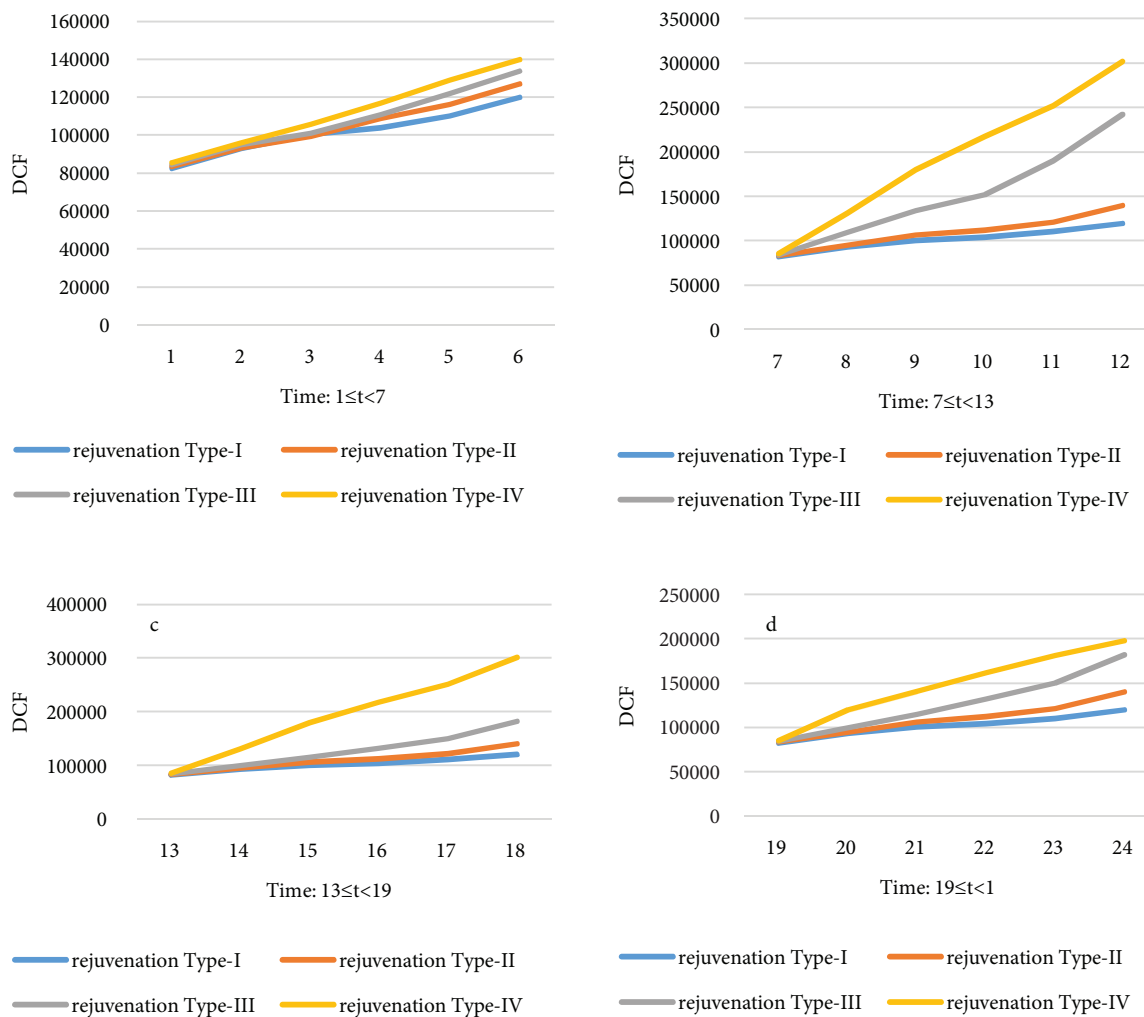 160000
140000
120000
100000
80000
60000
40000
20000
0
DCF
1 2 3 4 5 6
Time: 1≤t<7
rejuvenation Type-I rejuvenation Type-II
rejuvenation Type-III rejuvenation Type-IV
350000
300000
250000
200000
150000
100000
50000
0
DCF
7 8 9 10 11 12
Time: 7≤t<13
rejuvenation Type-I rejuvenation Type-II
rejuvenation Type-III rejuvenation Type-IV
c
400000
300000
200000
100000
0
DCF
13 14 15 16 17 18
Time: 13≤t<19
rejuvenation Type-I rejuvenation Type-II
rejuvenation Type-III rejuvenation Type-IV
d
250000
200000
150000
100000
50000
0
DCF
19 20 21 22 23 24
Time: 19≤t<1
rejuvenation Type-I rejuvenation Type-II
rejuvenation Type-III rejuvenation Type-IV